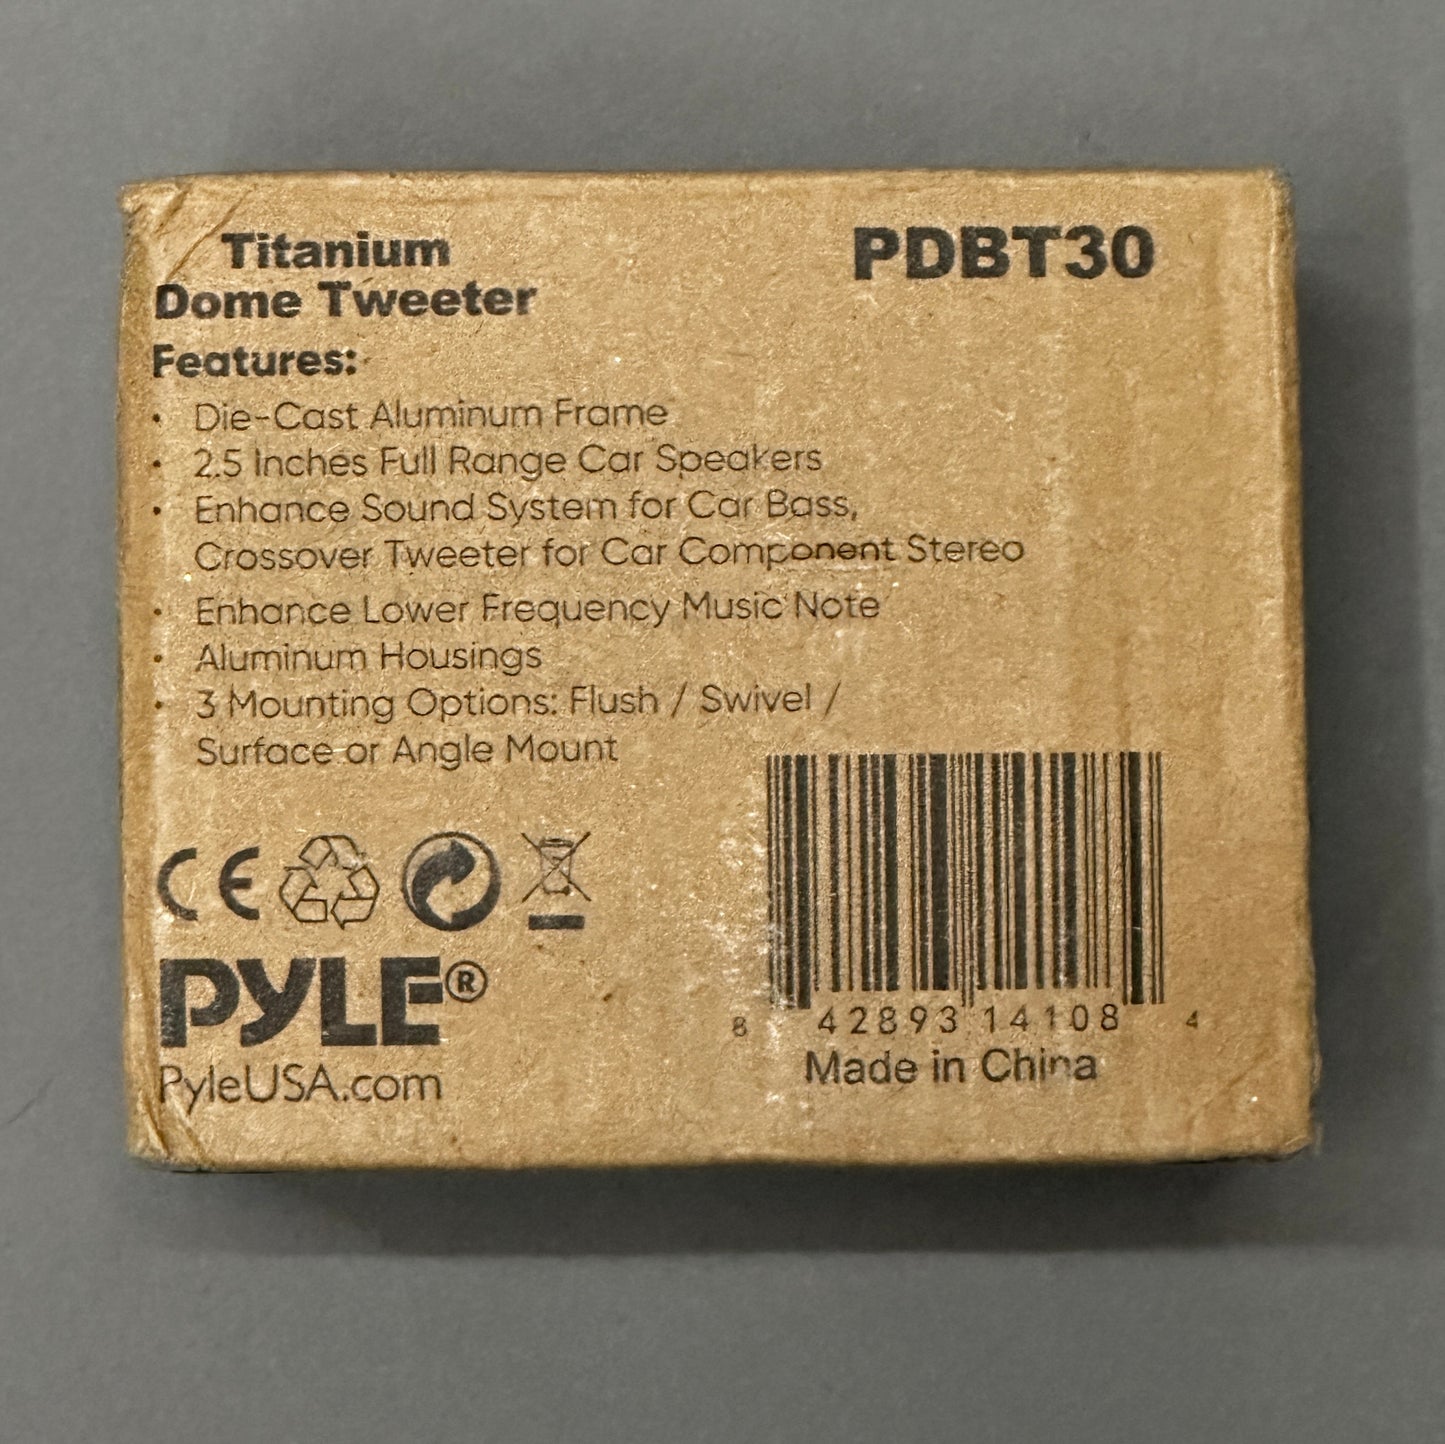 Titanium
Dome Tweeter
PDBT30
Features:
• Die-Cast Aluminum Frame
• 2.5 Inches Full Range Car Speakers
• Enhance Sound System for Car Bass,
Crossover Tweeter for Car Component Stereo
• Enhance Lower Frequency Music Note
• Aluminum Housings
• 3 Mounting Options: Flush / Swivel /
Surface or Angle Mount
CE
PYLE®
PyleUSA.com
8 42893 14108 4
Made in China